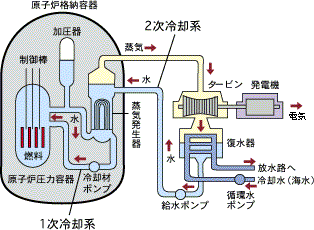 原子炉格納容器
加圧器
2次冷却系
蒸気
制御棒
水
タービン
発電機
電気
水
蒸気発生器
復水器
水
燃料
放水路へ
冷却水(海水)
原子炉圧力容器
冷却材
ポンプ
給水ポンプ
循環水
ポンプ
1次冷却系